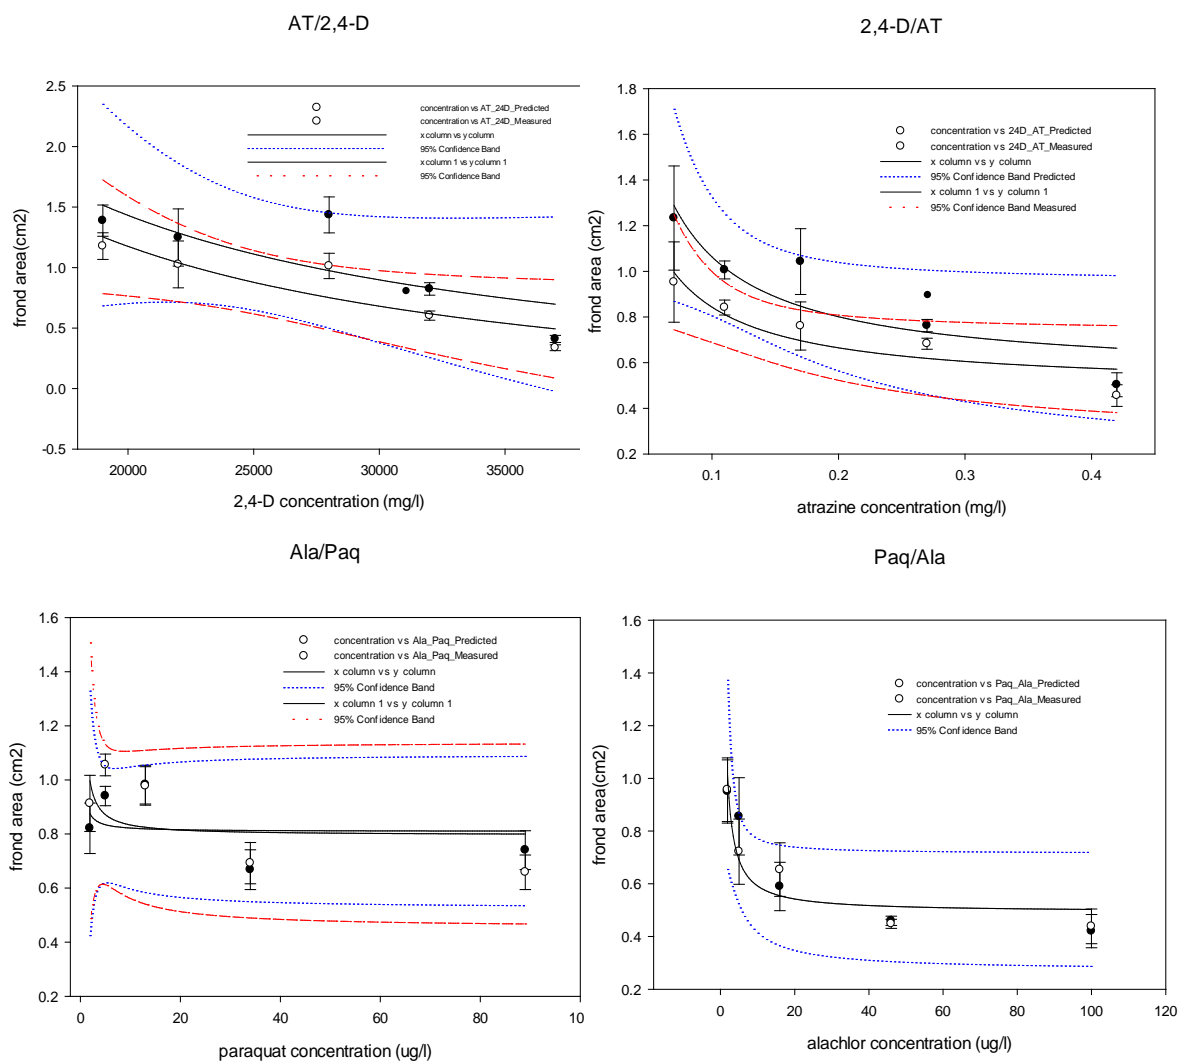 AT/2,4-D
2.5
2.0
1.5
1.0
0.5
0.0
-0.5
frond area(cm2)
concentration vs AT_24D_Predicted
concentration vs AT_24D_Measured
x column vs y column
95% Confidence Band
x column 1 vs y column 1
95% Confidence Band
20000 25000 30000 35000
2,4-D concentration (mg/l)
2,4-D/AT
1.8
1.6
1.4
1.2
1.0
0.8
0.6
0.4
0.2
frond area(cm2)
concentration vs 24D_AT_Predicted
concentration vs 24D_AT_Measured
x column vs y column
95% Confidence Band Predicted
x column 1 vs y column 1
95% Confidence Band Measured
0.1 0.2 0.3 0.4
atrazine concentration (mg/l)
Ala/Paq
1.6
1.4
1.2
1.0
0.8
0.6
0.4
0.2
frond area (cm2)
concentration vs Ala_Paq_Predicted
concentration vs Ala_Paq_Measured
x column vs y column
95% Confidence Band
x column 1 vs y column 1
95% Confidence Band
0 20 40 60 80 10
paraquat concentration (ug/l)
Paq/Ala
1.6
1.4
1.2
1.0
0.8
0.6
0.4
0.2
frond area(cm2)
concentration vs Paq_Ala_Predicted
concentration vs Paq_Ala_Measured
x column vs y column
95% Confidence Band
0 20 40 60 80 100 120
alachlor concentration (ug/l)